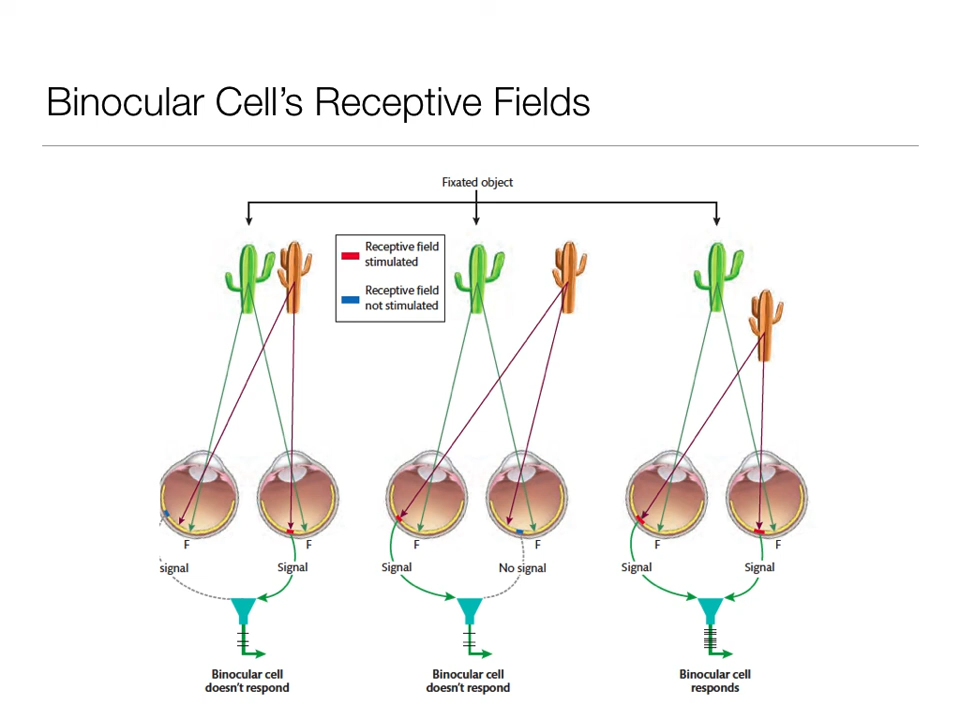 Binocular Cell's Receptive Fields
Fixated object
Receptive field
stimulated
Receptive field
not stimulated
F
F
F
F
F
F
signal
Signal
Signal
No signal
Signal
Signal
Binocular cell
doesn't respond
Binocular cell
doesn't respond
Binocular cell
responds